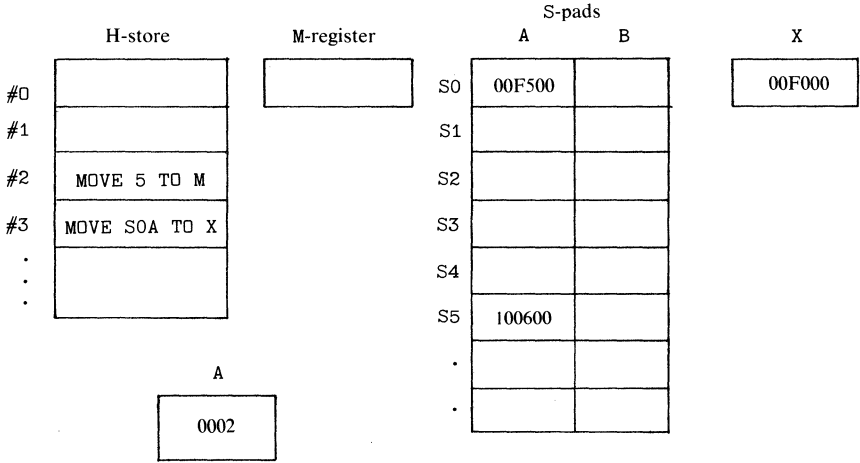 S-pads
H-store M-register A B X
#0 S0 00F500 00F000
#1 S1
#2 MOVE 5 TO M S2
#3 MOVE S0A TO X S3
.
. S4
.
S5 100600
A .
0002 .